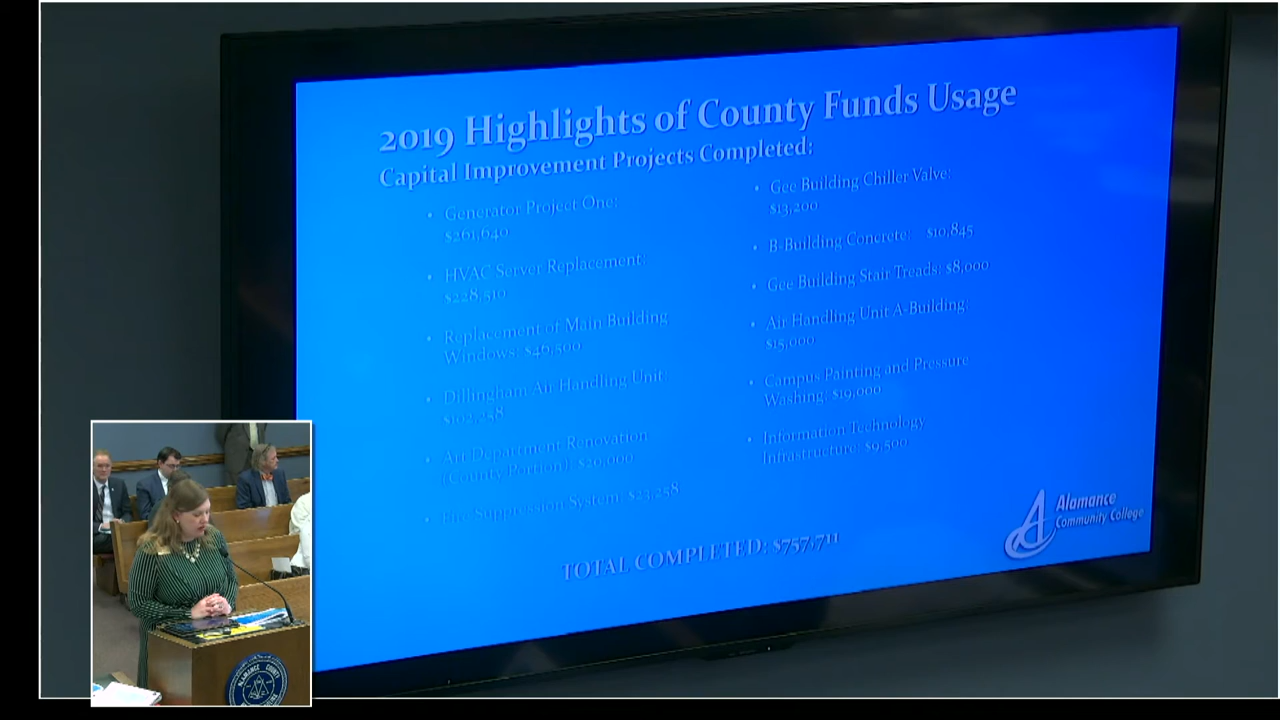 2019 Highlights of County Funds Usage
Capital Improvement Projects Completed:
• Generator Project One:
$261,640
• HVAC Server Replacement:
$228,510
• Replacement of Main Building
Windows: $46,500
• Dillingham Air Handling Unit:
$102,258
• Art Department Renovation
(County Portion): $20,000
• Fire Suppression System: $23,258
• Gee Building Chiller Valve:
$13,200
• B-Building Concrete: $10,845
• Gee Building Stair Treads: $8,000
• Air Handling Unit A-Building:
$15,000
• Campus Painting and Pressure
Washing: $19,000
• Information Technology
Infrastructure: $9,500
TOTAL COMPLETED: $757,711
Alamance
Community College
ALAMANCE COUNTY